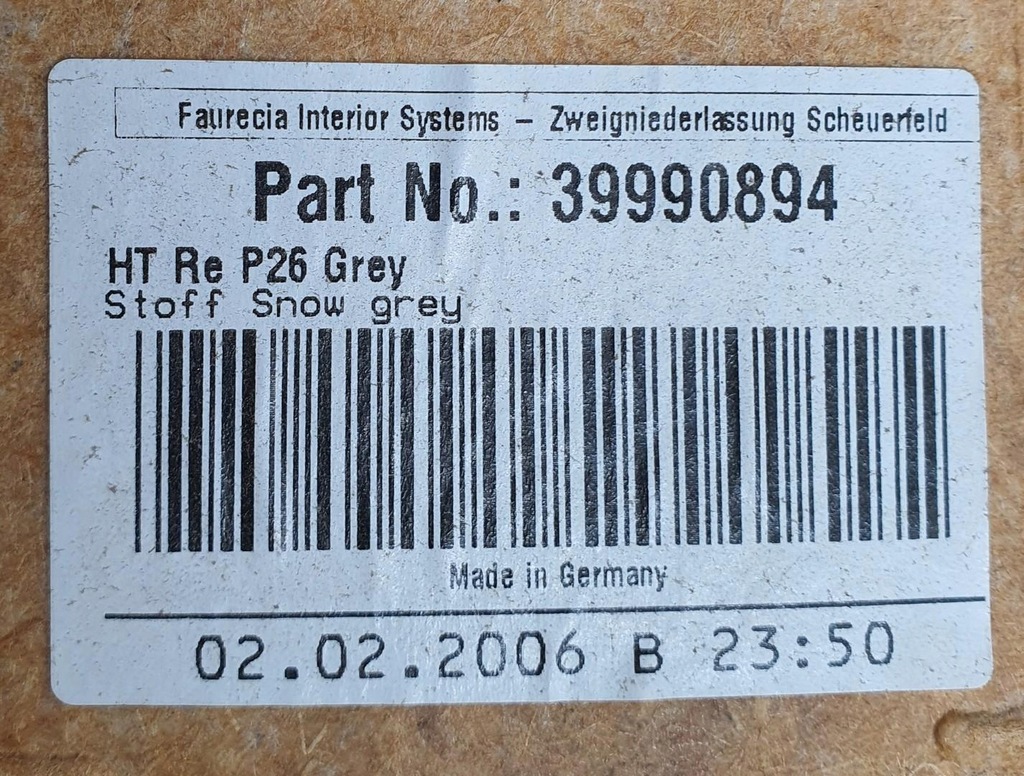 Faurecia Interior Systems – Zweigniederlassung Scheuerfeld
Part No.: 39990894
HT Re P26 Grey
Stoff Snow grey
Made in Germany
02.02.2006 B 23:50